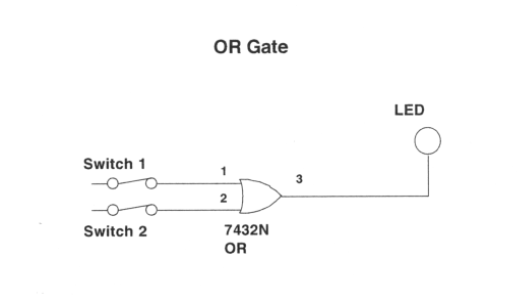 OR Gate
LED
Switch 1
1
3
2
Switch 2
7432N
OR